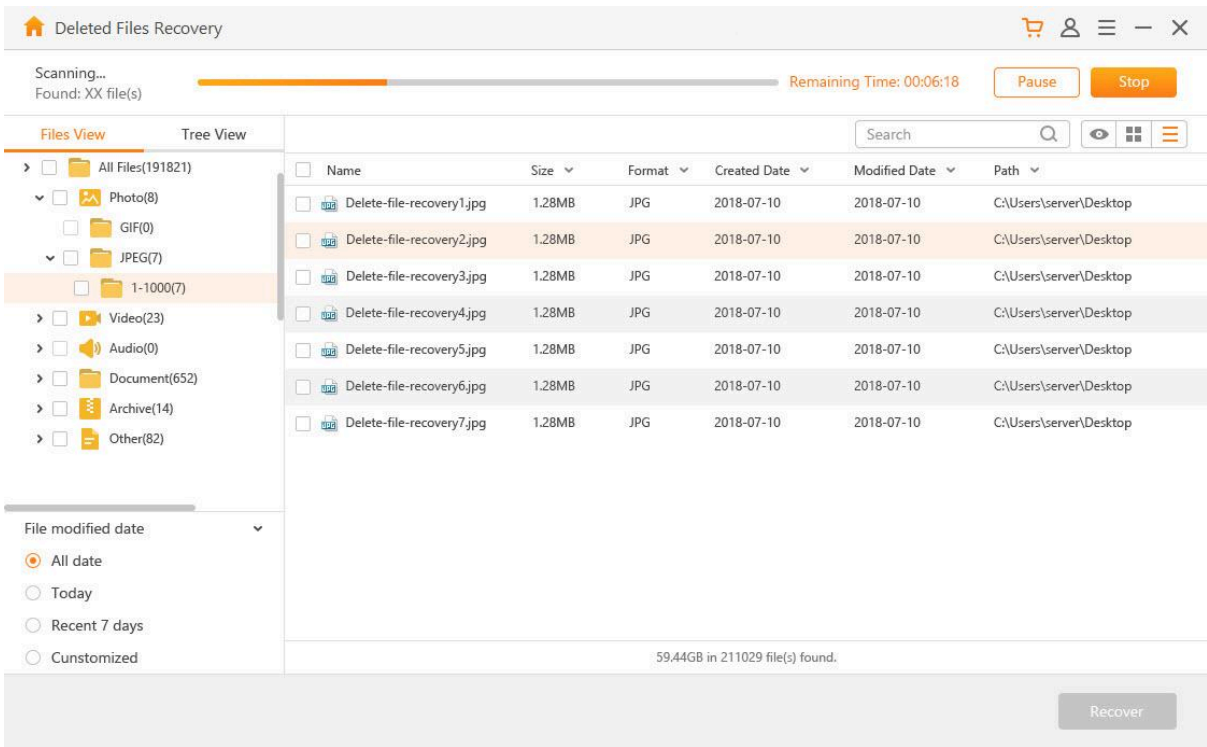 Deleted Files Recovery
Scanning...
Found: XX file(s)
Remaining Time: 00:06:18
Pause
Stop
Files View
Tree View
Search
All Files(191821)
Photo(8)
GIF(0)
JPEG(7)
1-1000(7)
Video(23)
Audio(0)
Document(652)
Archive(14)
Other(82)
Name Size Format Created Date Modified Date Path
JPG Delete-file-recovery1.jpg 1.28MB JPG 2018-07-10 2018-07-10 C:\Users\server\Desktop
JPG Delete-file-recovery2.jpg 1.28MB JPG 2018-07-10 2018-07-10 C:\Users\server\Desktop
JPG Delete-file-recovery3.jpg 1.28MB JPG 2018-07-10 2018-07-10 C:\Users\server\Desktop
JPG Delete-file-recovery4.jpg 1.28MB JPG 2018-07-10 2018-07-10 C:\Users\server\Desktop
JPG Delete-file-recovery5.jpg 1.28MB JPG 2018-07-10 2018-07-10 C:\Users\server\Desktop
JPG Delete-file-recovery6.jpg 1.28MB JPG 2018-07-10 2018-07-10 C:\Users\server\Desktop
JPG Delete-file-recovery7.jpg 1.28MB JPG 2018-07-10 2018-07-10 C:\Users\server\Desktop
File modified date
All date
Today
Recent 7 days
Cunstomized
59.44GB in 211029 file(s) found.
Recover